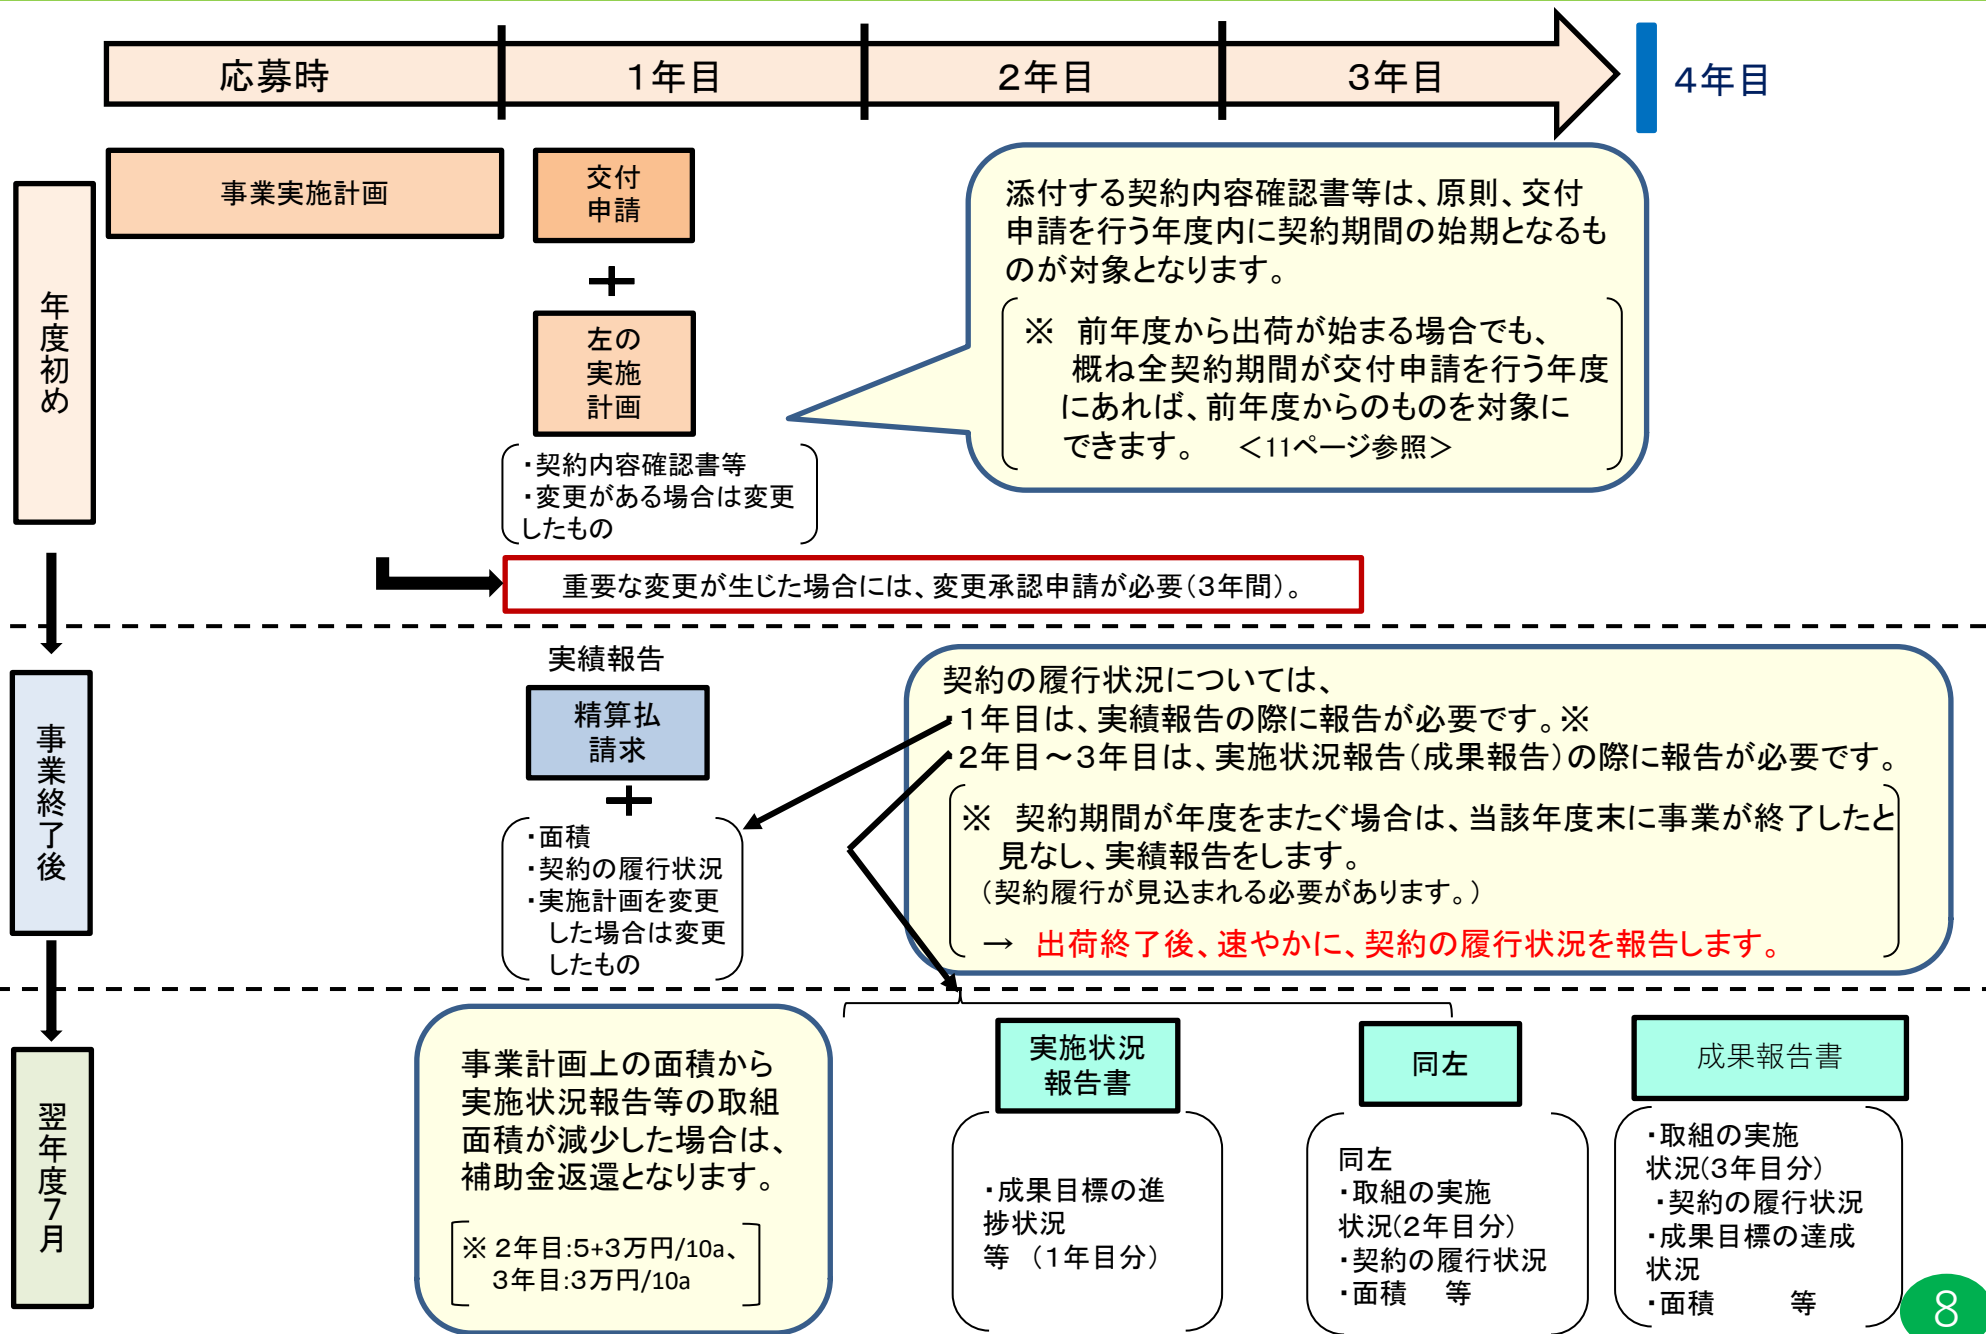 応募時
1年目
2年目
3年目
4年目
年度初め
事業実施計画
交付
申請
＋
左の
実施
計画
・契約内容確認書等
・変更がある場合は変更
したもの
添付する契約内容確認書等は、原則、交付
申請を行う年度内に契約期間の始期となるも
のが対象となります。
※　前年度から出荷が始まる場合でも、
概ね全契約期間が交付申請を行う年度
にあれば、前年度からのものを対象に
できます。　＜11ページ参照＞
重要な変更が生じた場合には、変更承認申請が必要（3年間）。
事業終了後
実績報告
精算払
請求
＋
・面積
・契約の履行状況
・実施計画を変更
した場合は変更
したもの
契約の履行状況については、
・1年目は、実績報告の際に報告が必要です。※
・2年目～3年目は、実施状況報告（成果報告）の際に報告が必要です。
※　契約期間が年度をまたぐ場合は、当該年度末に事業が終了したと
見なし、実績報告をします。
（契約履行が見込まれる必要があります。）
→　出荷終了後、速やかに、契約の履行状況を報告します。
翌年度7月
事業計画上の面積から
実施状況報告等の取組
面積が減少した場合は、
補助金返還となります。
※ 2年目:5+3万円/10a、
3年目:3万円/10a
実施状況
報告書
・成果目標の進
捗状況
等 （1年目分）
同左
同左
・取組の実施
状況(2年目分)
・契約の履行状況
・面積　等
成果報告書
・取組の実施
状況(3年目分)
・契約の履行状況
・成果目標の達成
状況
・面積　　等
8